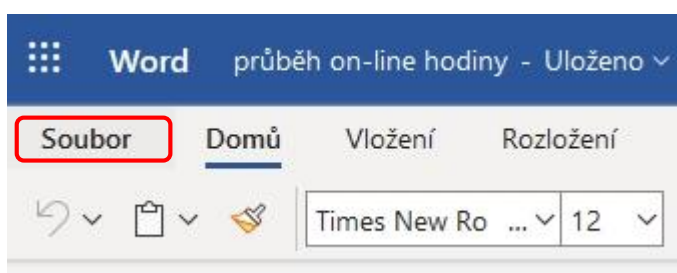 Word průběh on-line hodiny - Uloženo
Soubor Domů Vložení Rozložení
Times New Ro ... 12